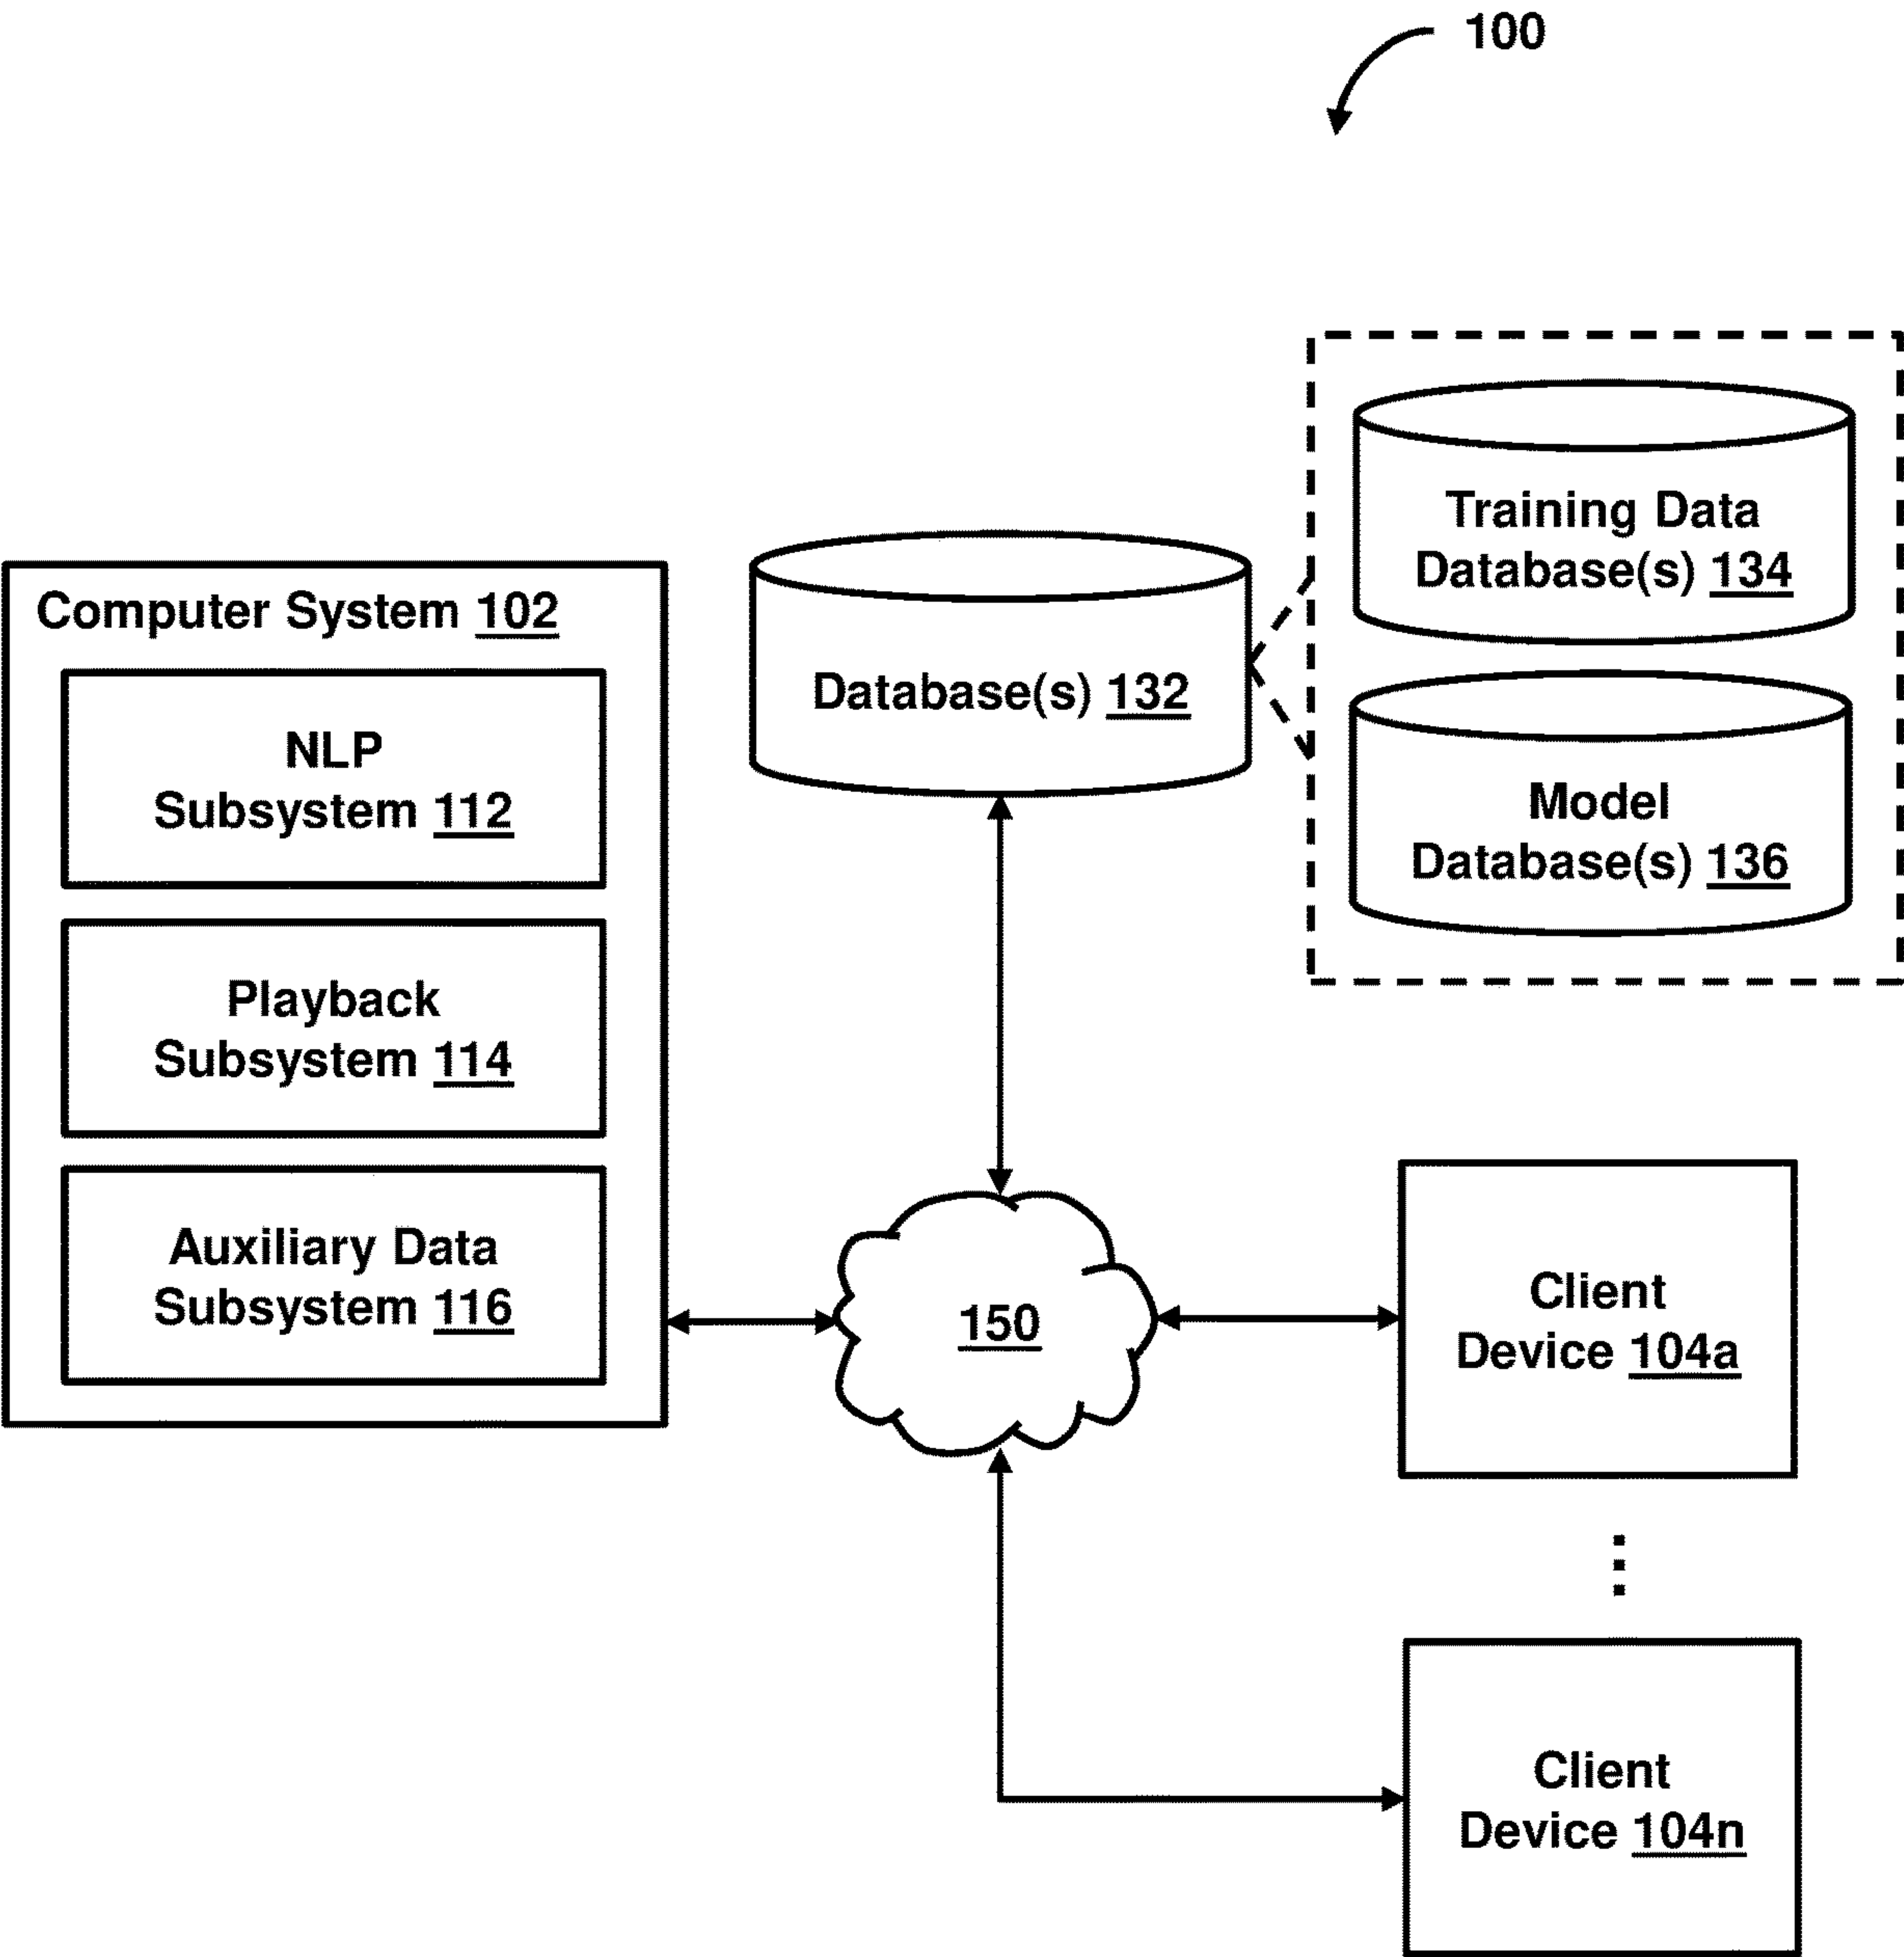 100
Training Data
Database(s) 134
Computer System 102
Database(s) 132
NLP
Subsystem 112
Model
Database(s) 136
Playback
Subsystem 114
Auxiliary Data
Subsystem 116
150
Client
Device 104a
Client
Device 104n